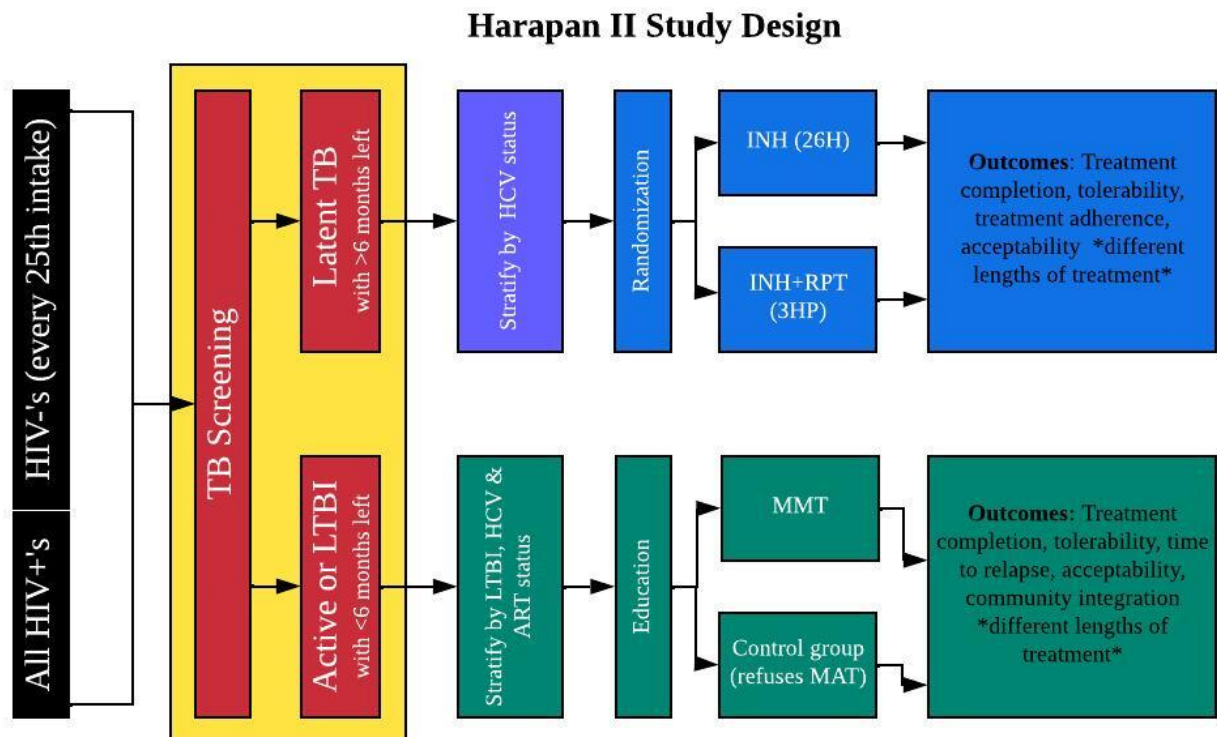 Harapan II Study Design
HIV-'s (every 25th intake)
All HIV+'s
TB Screening
Latent TB
with >6 months left
Stratify by HCV status
Randomization
INH (26H)
INH+RPT
(3HP)
Outcomes: Treatment
completion, tolerability,
treatment adherence,
acceptability *different
lengths of treatment*
Active or LTBI
with <6 months left
Stratify by LTBI, HCV &
ART status
Education
MMT
Control group
(refuses MAT)
Outcomes: Treatment
completion, tolerability, time
to relapse, acceptability,
community integration
*different lengths of
treatment*